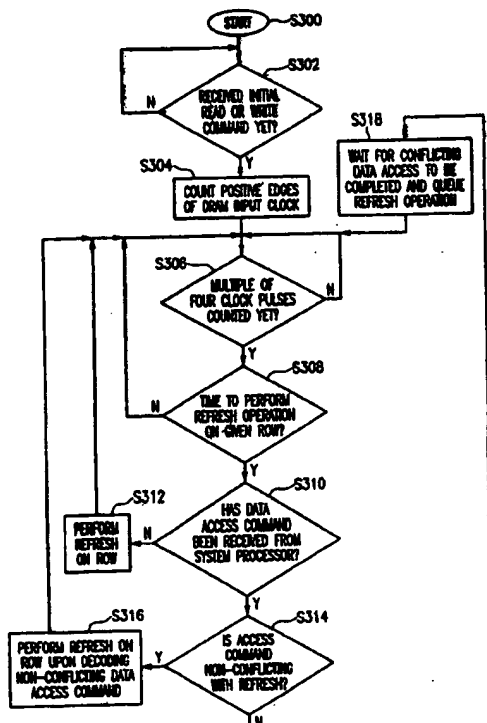 START
S300
S302
RECEIVED INITIAL
READ OR WRITE
COMMAND YET?
N
Y
S304
COUNT POSITIVE EDGES
OF DRAM INPUT CLOCK
S318
WAIT FOR CONFLICTING
DATA ACCESS TO BE
COMPLETED AND QUEUE
REFRESH OPERATION
S306
MULTIPLE OF
FOUR CLOCK PULSES
COUNTED YET?
N
Y
S308
TIME TO PERFORM
REFRESH OPERATION
ON GIVEN ROW?
N
Y
S310
HAS DATA
ACCESS COMMAND
BEEN RECEIVED FROM
SYSTEM PROCESSOR?
N
Y
S312
PERFORM
REFRESH
ON ROW
S314
IS ACCESS
COMMAND
NON-CONFLICTING
WITH REFRESH?
Y
N
S316
PERFORM REFRESH ON
ROW UPON DECODING
NON-CONFLICTING DATA
ACCESS COMMAND